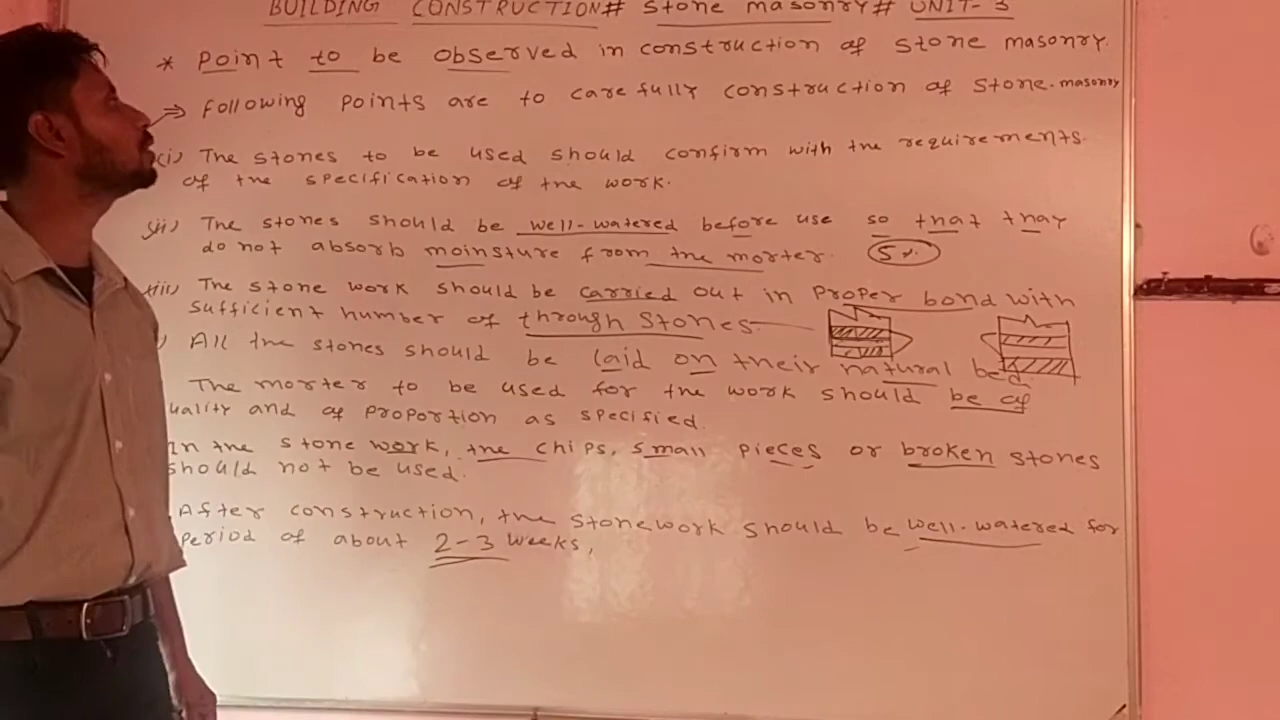 BUILDING CONSTRUCTION# Stone masonry# UNIT-3
* Point to be observed in construction of stone masonry.
⇒ Following points are to carefully construction of stone.masonry
(i) The stones to be used should confirm with the requirements.
of the specification of the work.
(ii) The stones should be well-watered before use so that thay
do not absorb moinsture from the morter. 5%
(iii) The stone work should be carried out in proper bond with
sufficient number of through stones.
) All the stones should be laid on their natural bed.
The morter to be used for the work should be of
uality and of proportion as specified.
In the stone work, the chips, small pieces or broken stones
should not be used.
After construction, the stonework should be well-watered for
period of about 2-3 weeks,